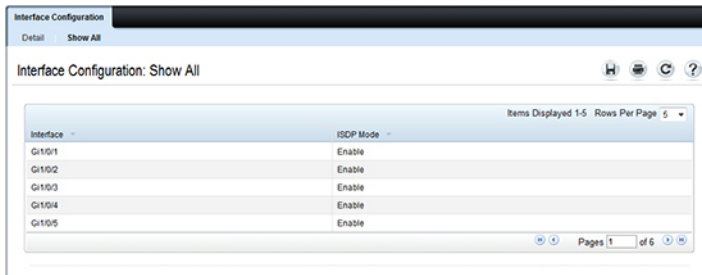 Interface Configuration
Detail Show All
Interface Configuration: Show All
Items Displayed 1-5 Rows Per Page 5
Interface ISDP Mode
Gi1/0/1 Enable
Gi1/0/2 Enable
Gi1/0/3 Enable
Gi1/0/4 Enable
Gi1/0/5 Enable
Pages 1 of 6